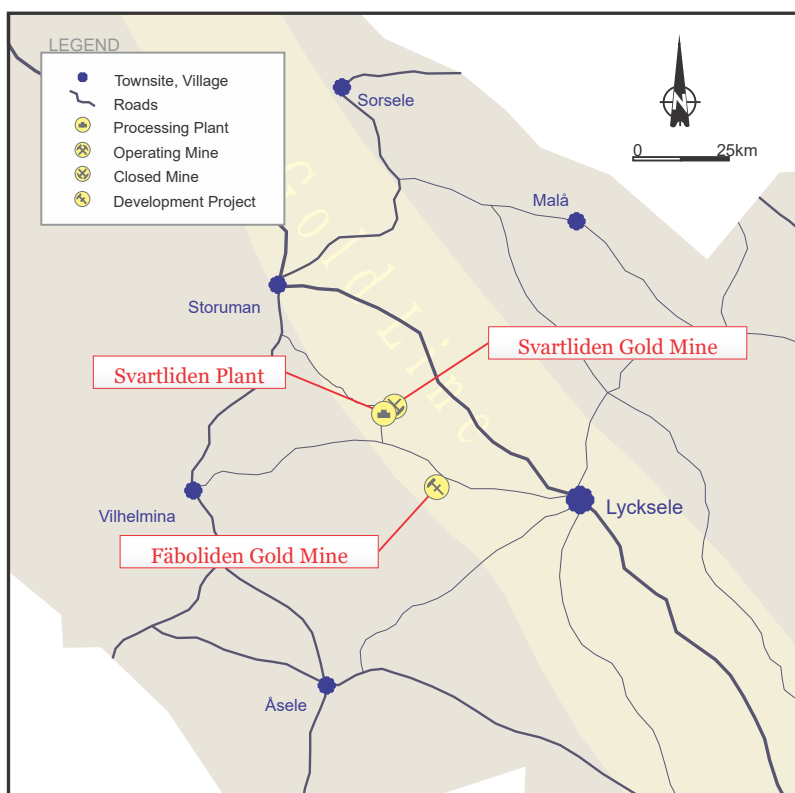 LEGEND
Townsite, Village
Roads
Processing Plant
Operating Mine
Closed Mine
Development Project
N
0 25km
Sorsele
Malå
Gold Line
Storuman
Svartliden Gold Mine
Svartliden Plant
Vilhelmina
Lycksele
Fäboliden Gold Mine
Åsele